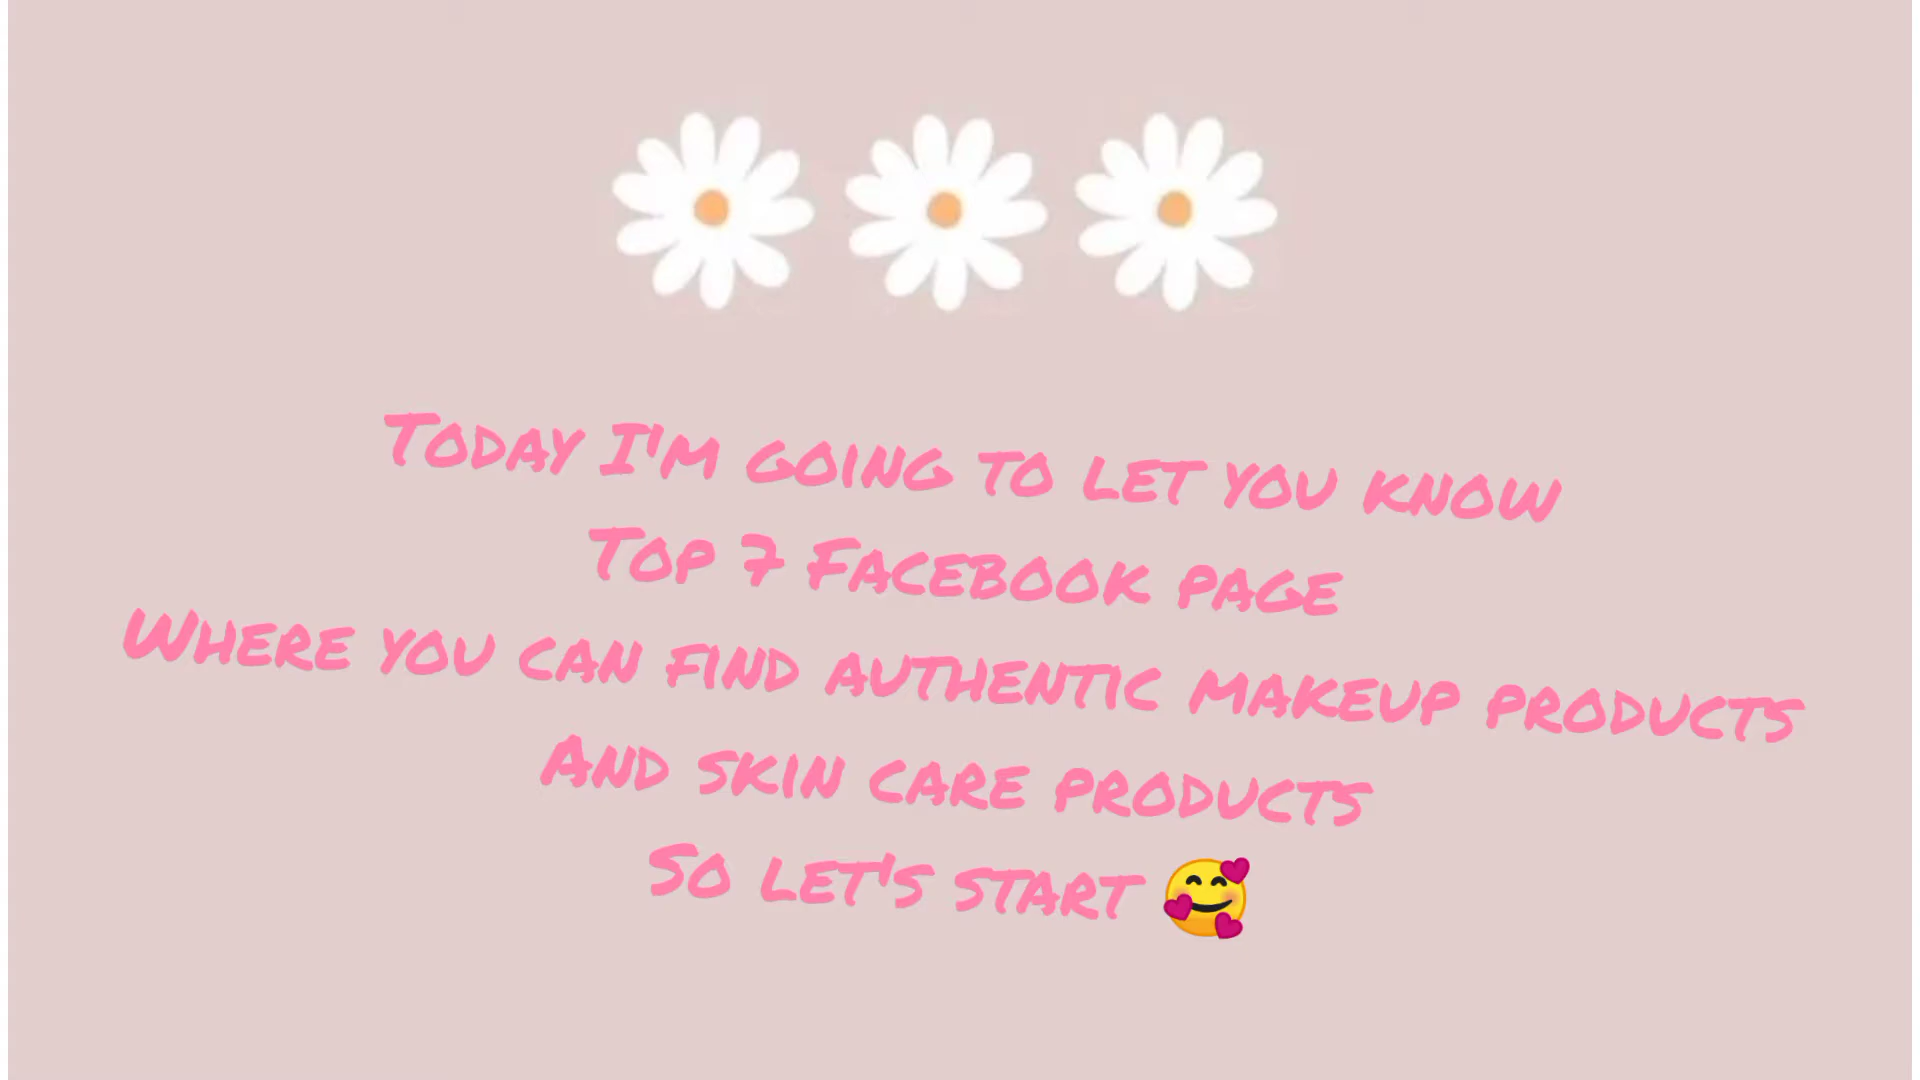 Today I'm going to let you know
Top 7 Facebook page
Where you can find authentic makeup products
And skin care products
So let's start 🥰